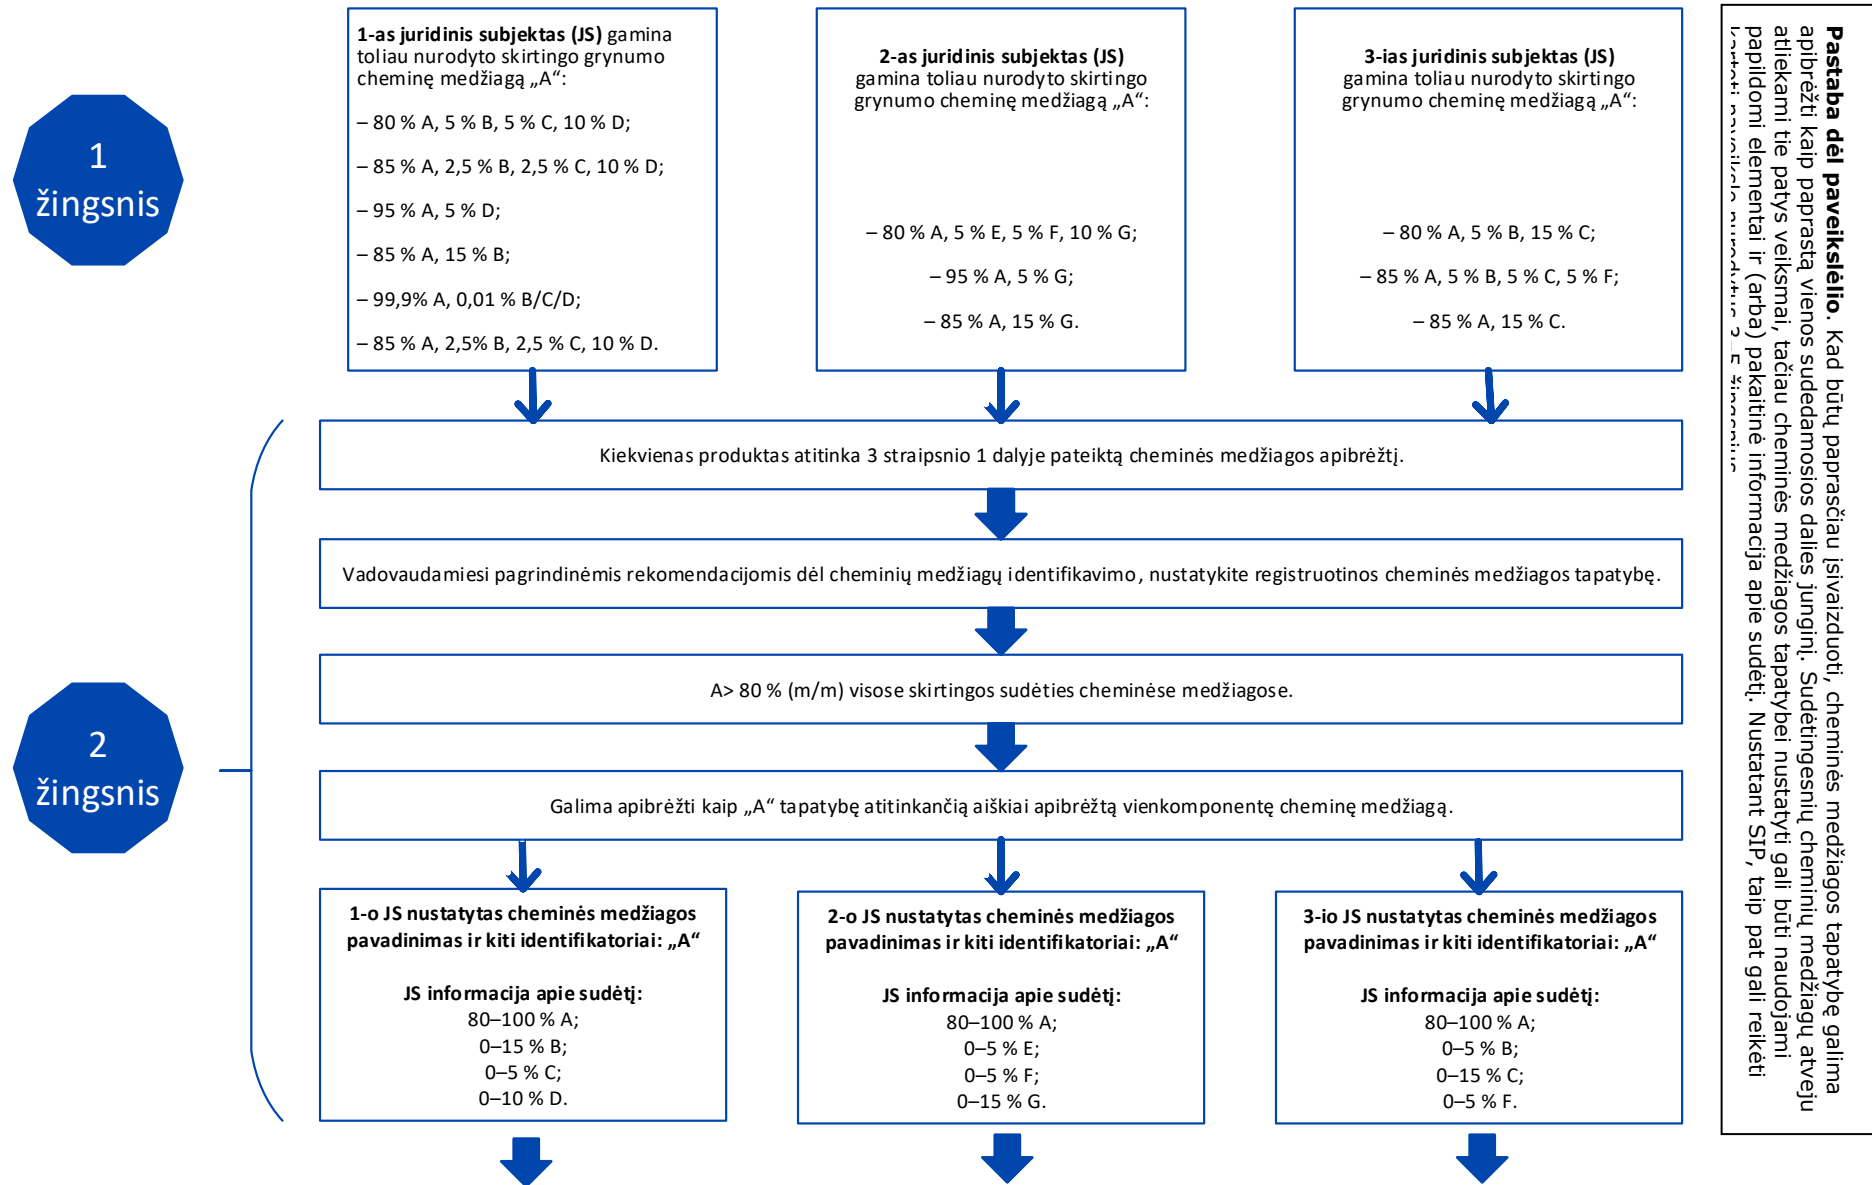 1
žingsnis
1-as juridinis subjektas (JS) gamina
toliau nurodyto skirtingo grynumo
cheminę medžiagą „A“:
– 80 % A, 5 % B, 5 % C, 10 % D;
– 85 % A, 2,5 % B, 2,5 % C, 10 % D;
– 95 % A, 5 % D;
– 85 % A, 15 % B;
– 99,9% A, 0,01 % B/C/D;
– 85 % A, 2,5% B, 2,5 % C, 10 % D.
2-as juridinis subjektas (JS)
gamina toliau nurodyto skirtingo
grynumo cheminę medžiagą „A“:
– 80 % A, 5 % E, 5 % F, 10 % G;
– 95 % A, 5 % G;
– 85 % A, 15 % G.
3-ias juridinis subjektas (JS)
gamina toliau nurodyto skirtingo
grynumo cheminę medžiagą „A“:
– 80 % A, 5 % B, 15 % C;
– 85 % A, 5 % B, 5 % C, 5 % F;
– 85 % A, 15 % C.
2
žingsnis
Kiekvienas produktas atitinka 3 straipsnio 1 dalyje pateiktą cheminės medžiagos apibrėžtį.
Vadovaudamiesi pagrindinėmis rekomendacijomis dėl cheminių medžiagų identifikavimo, nustatykite registruotinos cheminės medžiagos tapatybę.
A> 80 % (m/m) visose skirtingos sudėties cheminėse medžiagose.
Galima apibrėžti kaip „A“ tapatybę atitinkančią aiškiai apibrėžtą vienkomponentę cheminę medžiagą.
1-o JS nustatytas cheminės medžiagos
pavadinimas ir kiti identifikatoriai: „A“
JS informacija apie sudėtį:
80–100 % A;
0–15 % B;
0–5 % C;
0–10 % D.
2-o JS nustatytas cheminės medžiagos
pavadinimas ir kiti identifikatoriai: „A“
JS informacija apie sudėtį:
80–100 % A;
0–5 % E;
0–5 % F;
0–15 % G.
3-io JS nustatytas cheminės medžiagos
pavadinimas ir kiti identifikatoriai: „A“
JS informacija apie sudėtį:
80–100 % A;
0–5 % B;
0–15 % C;
0–5 % F.
Pastaba dėl paveikslėlio. Kad būtų paprasčiau įsivaizduoti, cheminės medžiagos tapatybę galima
apibrėžti kaip paprastą vienos sudedamosios dalies junginį. Sudėtingesnių cheminių medžiagų atveju
atliekami tie patys veiksmai, tačiau cheminės medžiagos tapatybei nustatyti gali būti naudojami
papildomi elementai ir (arba) pakaitinė informacija apie sudėtį. Nustatant SIP, taip pat gali reikėti